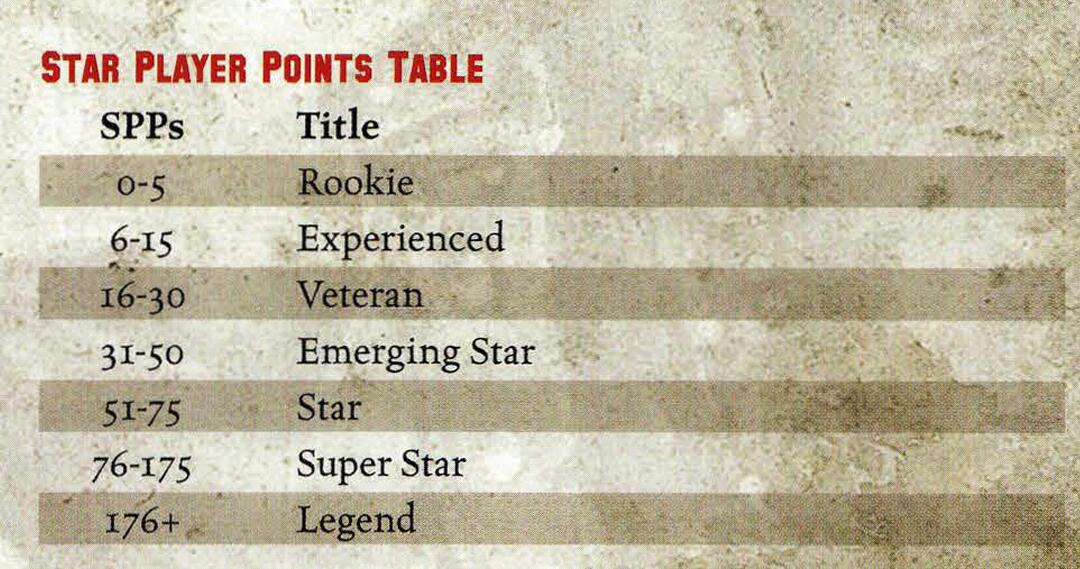 STAR PLAYER POINTS TABLE
SPPs Title
0-5 Rookie
6-15 Experienced
16-30 Veteran
31-50 Emerging Star
51-75 Star
76-175 Super Star
176+ Legend